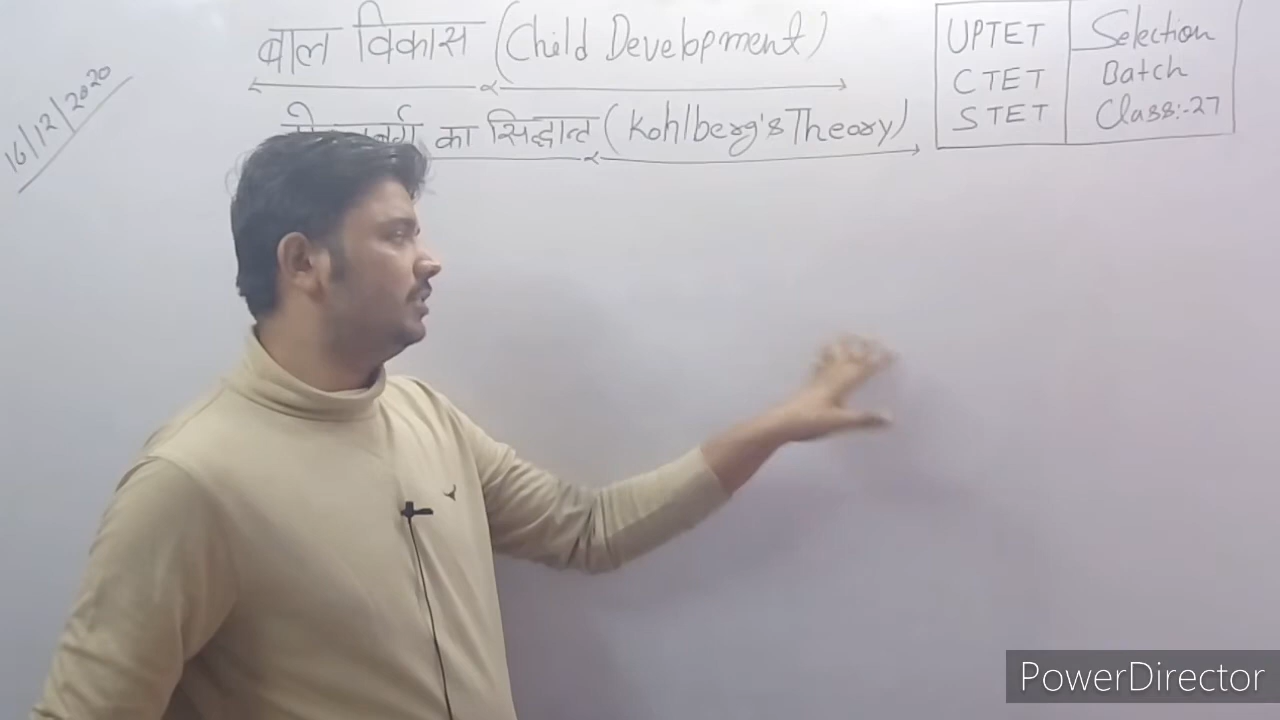 16/12/2020
बाल विकास (Child Development)
का सिद्धान्त (Kohlberg's Theory)
UPTET Selection
CTET Batch
STET Class:-27
PowerDirector